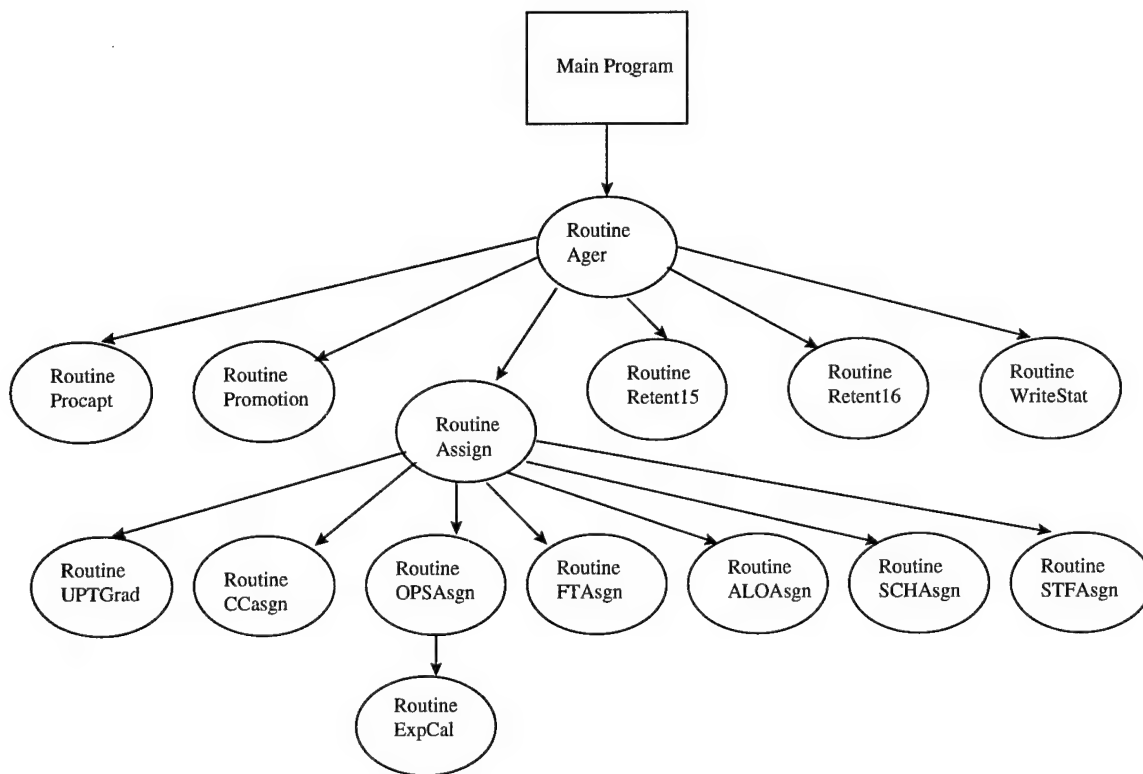 Main Program
Routine
Ager
Routine
Procapt
Routine
Promotion
Routine
Retent15
Routine
Retent16
Routine
WriteStat
Routine
Assign
Routine
UPTGrad
Routine
CCasgn
Routine
OPSAsgn
Routine
FTAsgn
Routine
ALOAsgn
Routine
SCHAsgn
Routine
STFAsgn
Routine
ExpCal